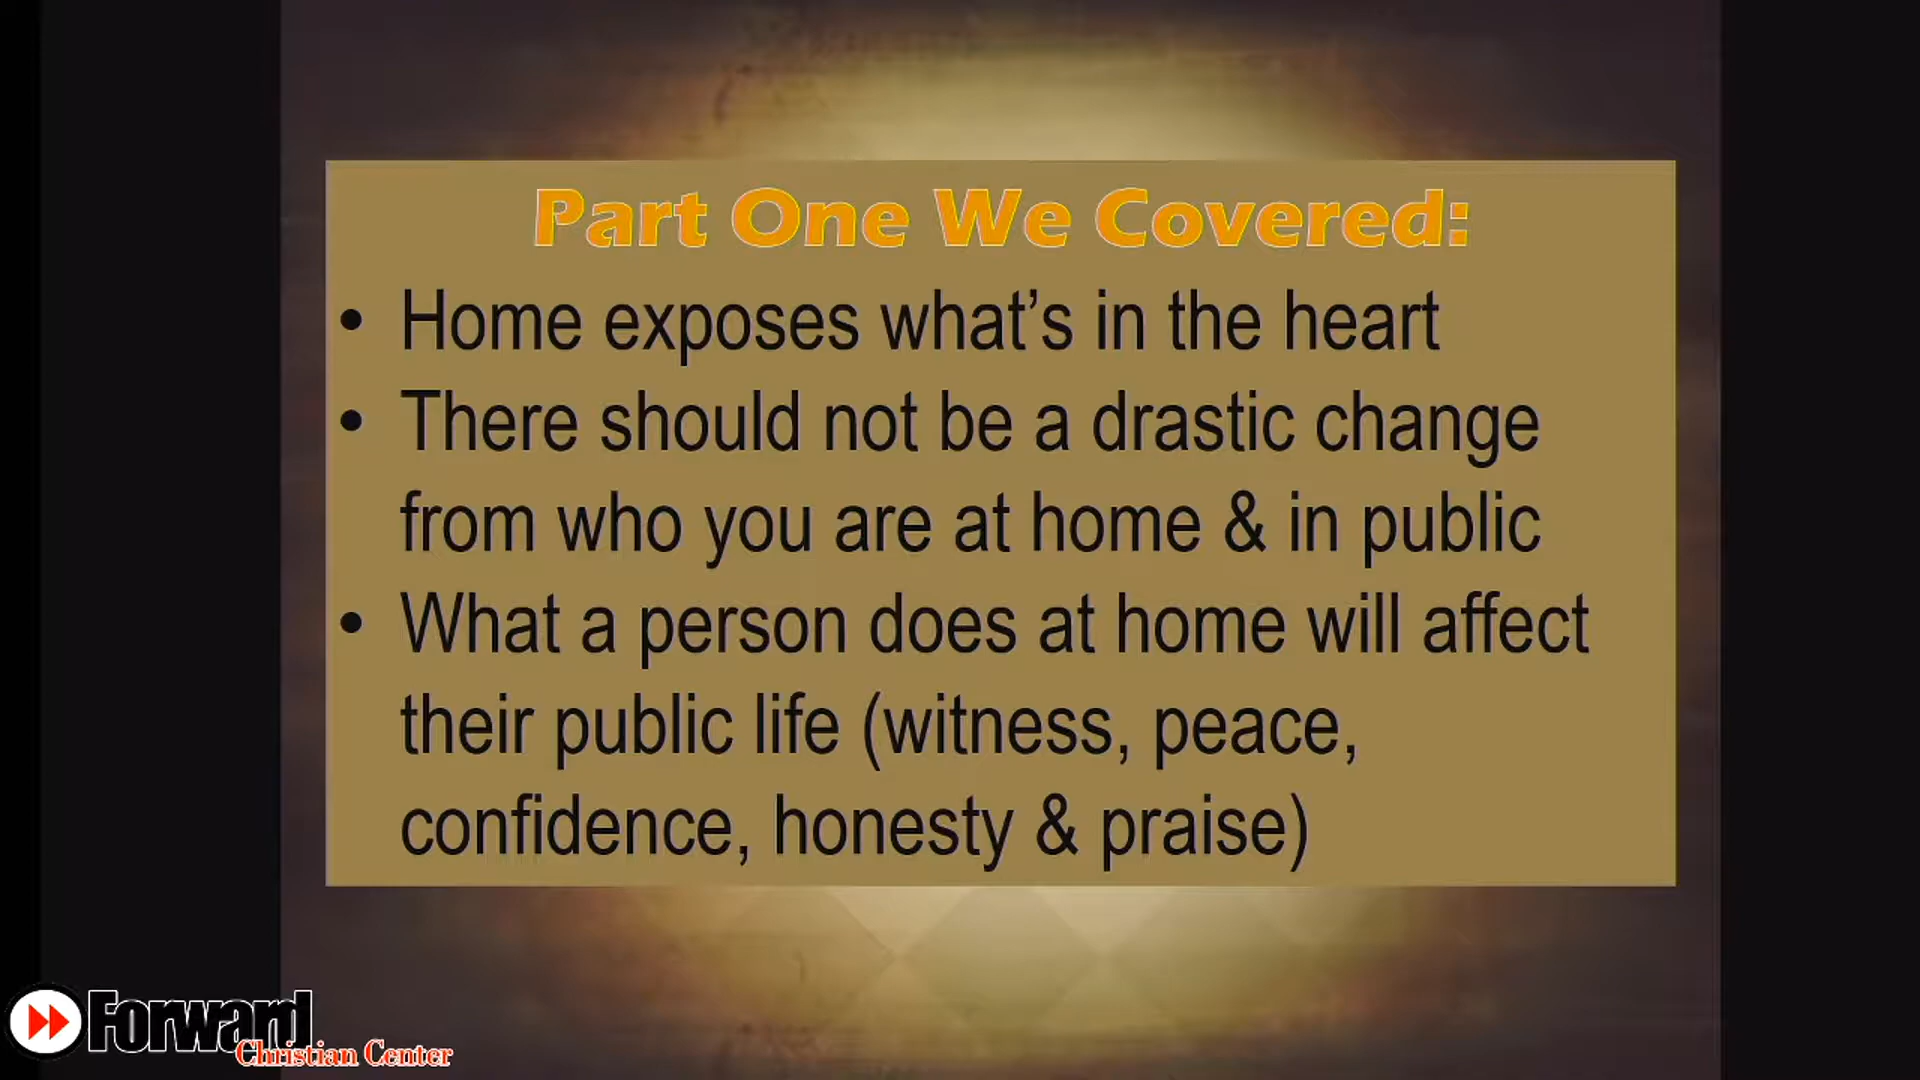 Part One We Covered:
• Home exposes what's in the heart
• There should not be a drastic change
from who you are at home & in public
• What a person does at home will affect
their public life (witness, peace,
confidence, honesty & praise)
Forward
Christian Center